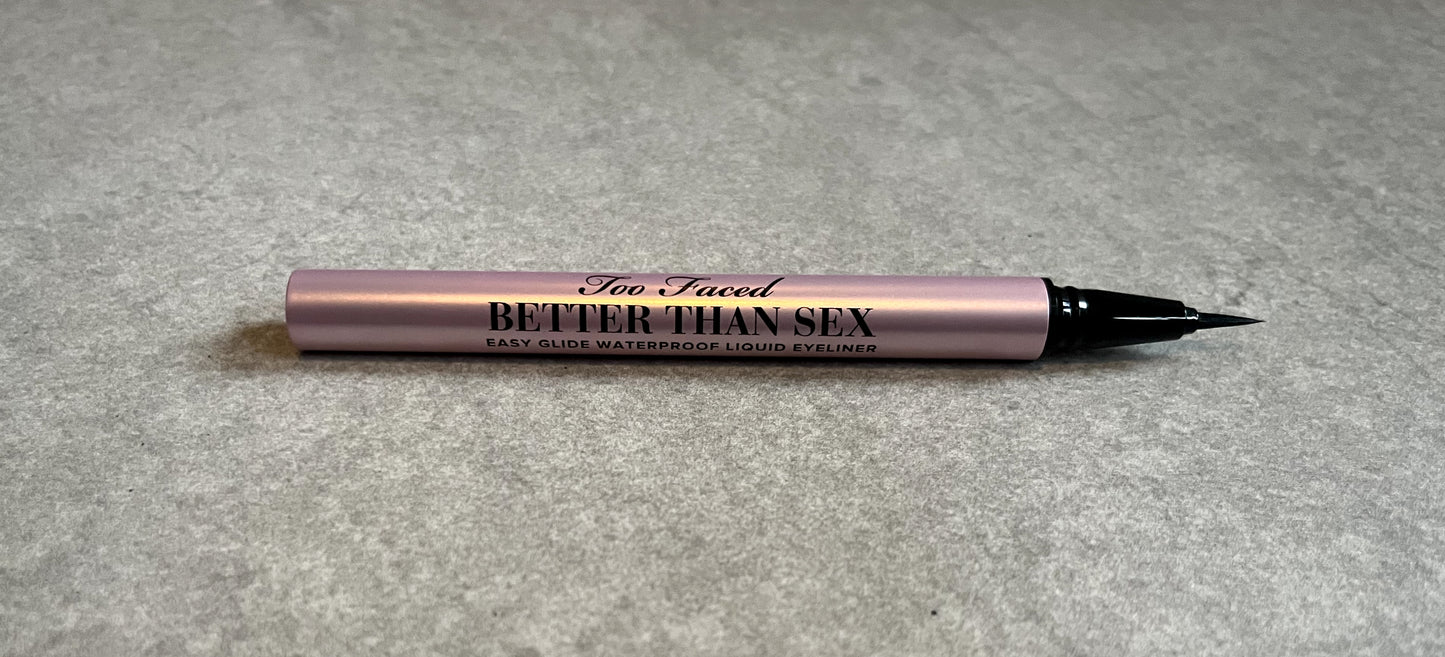 Too Faced
BETTER THAN SEX
EASY GLIDE WATERPROOF LIQUID EYELINER